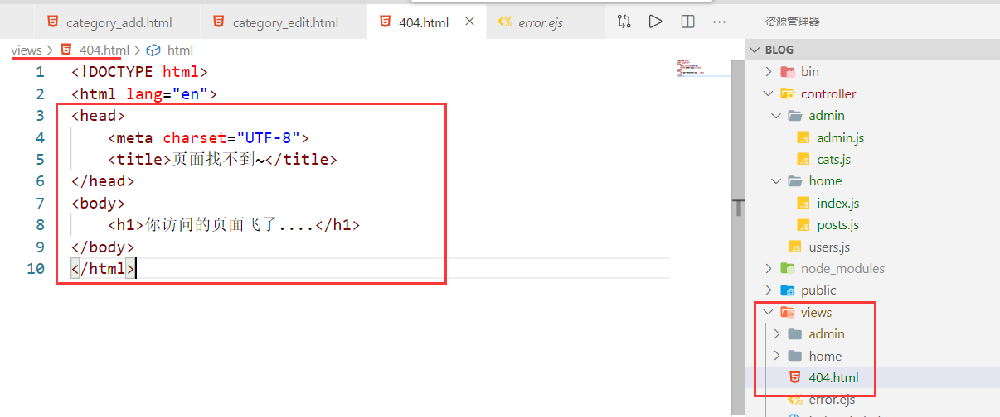 category_add.html category_edit.html 404.html error.ejs
views > 404.html > html
1 <!DOCTYPE html>
2 <html lang="en">
3 <head>
4 <meta charset="UTF-8">
5 <title>页面找不到~</title>
6 </head>
7 <body>
8 <h1>你访问的页面飞了....</h1>
9 </body>
10 </html>
资源管理器
BLOG
bin
controller
admin
admin.js
cats.js
home
index.js
posts.js
users.js
node_modules
public
views
admin
home
404.html
error.ejs